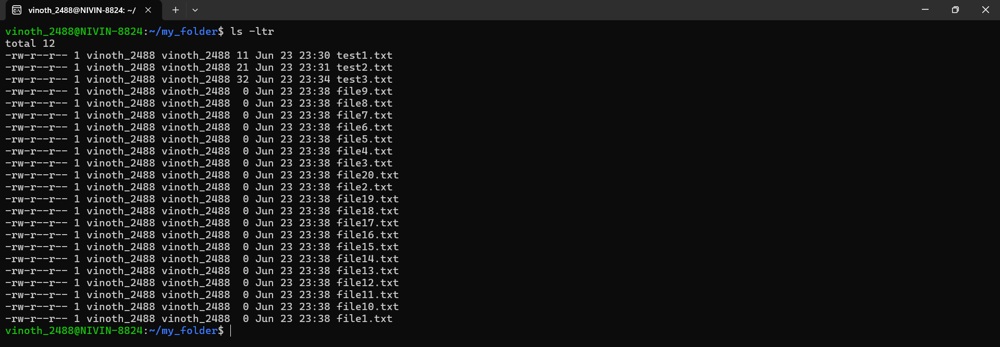 vinoth_2488@NIVIN-8824: ~/
vinoth_2488@NIVIN-8824:~/my_folder$ ls -ltr
total 12
-rw-r--r-- 1 vinoth_2488 vinoth_2488 11 Jun 23 23:30 test1.txt
-rw-r--r-- 1 vinoth_2488 vinoth_2488 21 Jun 23 23:31 test2.txt
-rw-r--r-- 1 vinoth_2488 vinoth_2488 32 Jun 23 23:34 test3.txt
-rw-r--r-- 1 vinoth_2488 vinoth_2488  0 Jun 23 23:38 file9.txt
-rw-r--r-- 1 vinoth_2488 vinoth_2488  0 Jun 23 23:38 file8.txt
-rw-r--r-- 1 vinoth_2488 vinoth_2488  0 Jun 23 23:38 file7.txt
-rw-r--r-- 1 vinoth_2488 vinoth_2488  0 Jun 23 23:38 file6.txt
-rw-r--r-- 1 vinoth_2488 vinoth_2488  0 Jun 23 23:38 file5.txt
-rw-r--r-- 1 vinoth_2488 vinoth_2488  0 Jun 23 23:38 file4.txt
-rw-r--r-- 1 vinoth_2488 vinoth_2488  0 Jun 23 23:38 file3.txt
-rw-r--r-- 1 vinoth_2488 vinoth_2488  0 Jun 23 23:38 file20.txt
-rw-r--r-- 1 vinoth_2488 vinoth_2488  0 Jun 23 23:38 file2.txt
-rw-r--r-- 1 vinoth_2488 vinoth_2488  0 Jun 23 23:38 file19.txt
-rw-r--r-- 1 vinoth_2488 vinoth_2488  0 Jun 23 23:38 file18.txt
-rw-r--r-- 1 vinoth_2488 vinoth_2488  0 Jun 23 23:38 file17.txt
-rw-r--r-- 1 vinoth_2488 vinoth_2488  0 Jun 23 23:38 file16.txt
-rw-r--r-- 1 vinoth_2488 vinoth_2488  0 Jun 23 23:38 file15.txt
-rw-r--r-- 1 vinoth_2488 vinoth_2488  0 Jun 23 23:38 file14.txt
-rw-r--r-- 1 vinoth_2488 vinoth_2488  0 Jun 23 23:38 file13.txt
-rw-r--r-- 1 vinoth_2488 vinoth_2488  0 Jun 23 23:38 file12.txt
-rw-r--r-- 1 vinoth_2488 vinoth_2488  0 Jun 23 23:38 file11.txt
-rw-r--r-- 1 vinoth_2488 vinoth_2488  0 Jun 23 23:38 file10.txt
-rw-r--r-- 1 vinoth_2488 vinoth_2488  0 Jun 23 23:38 file1.txt
vinoth_2488@NIVIN-8824:~/my_folder$